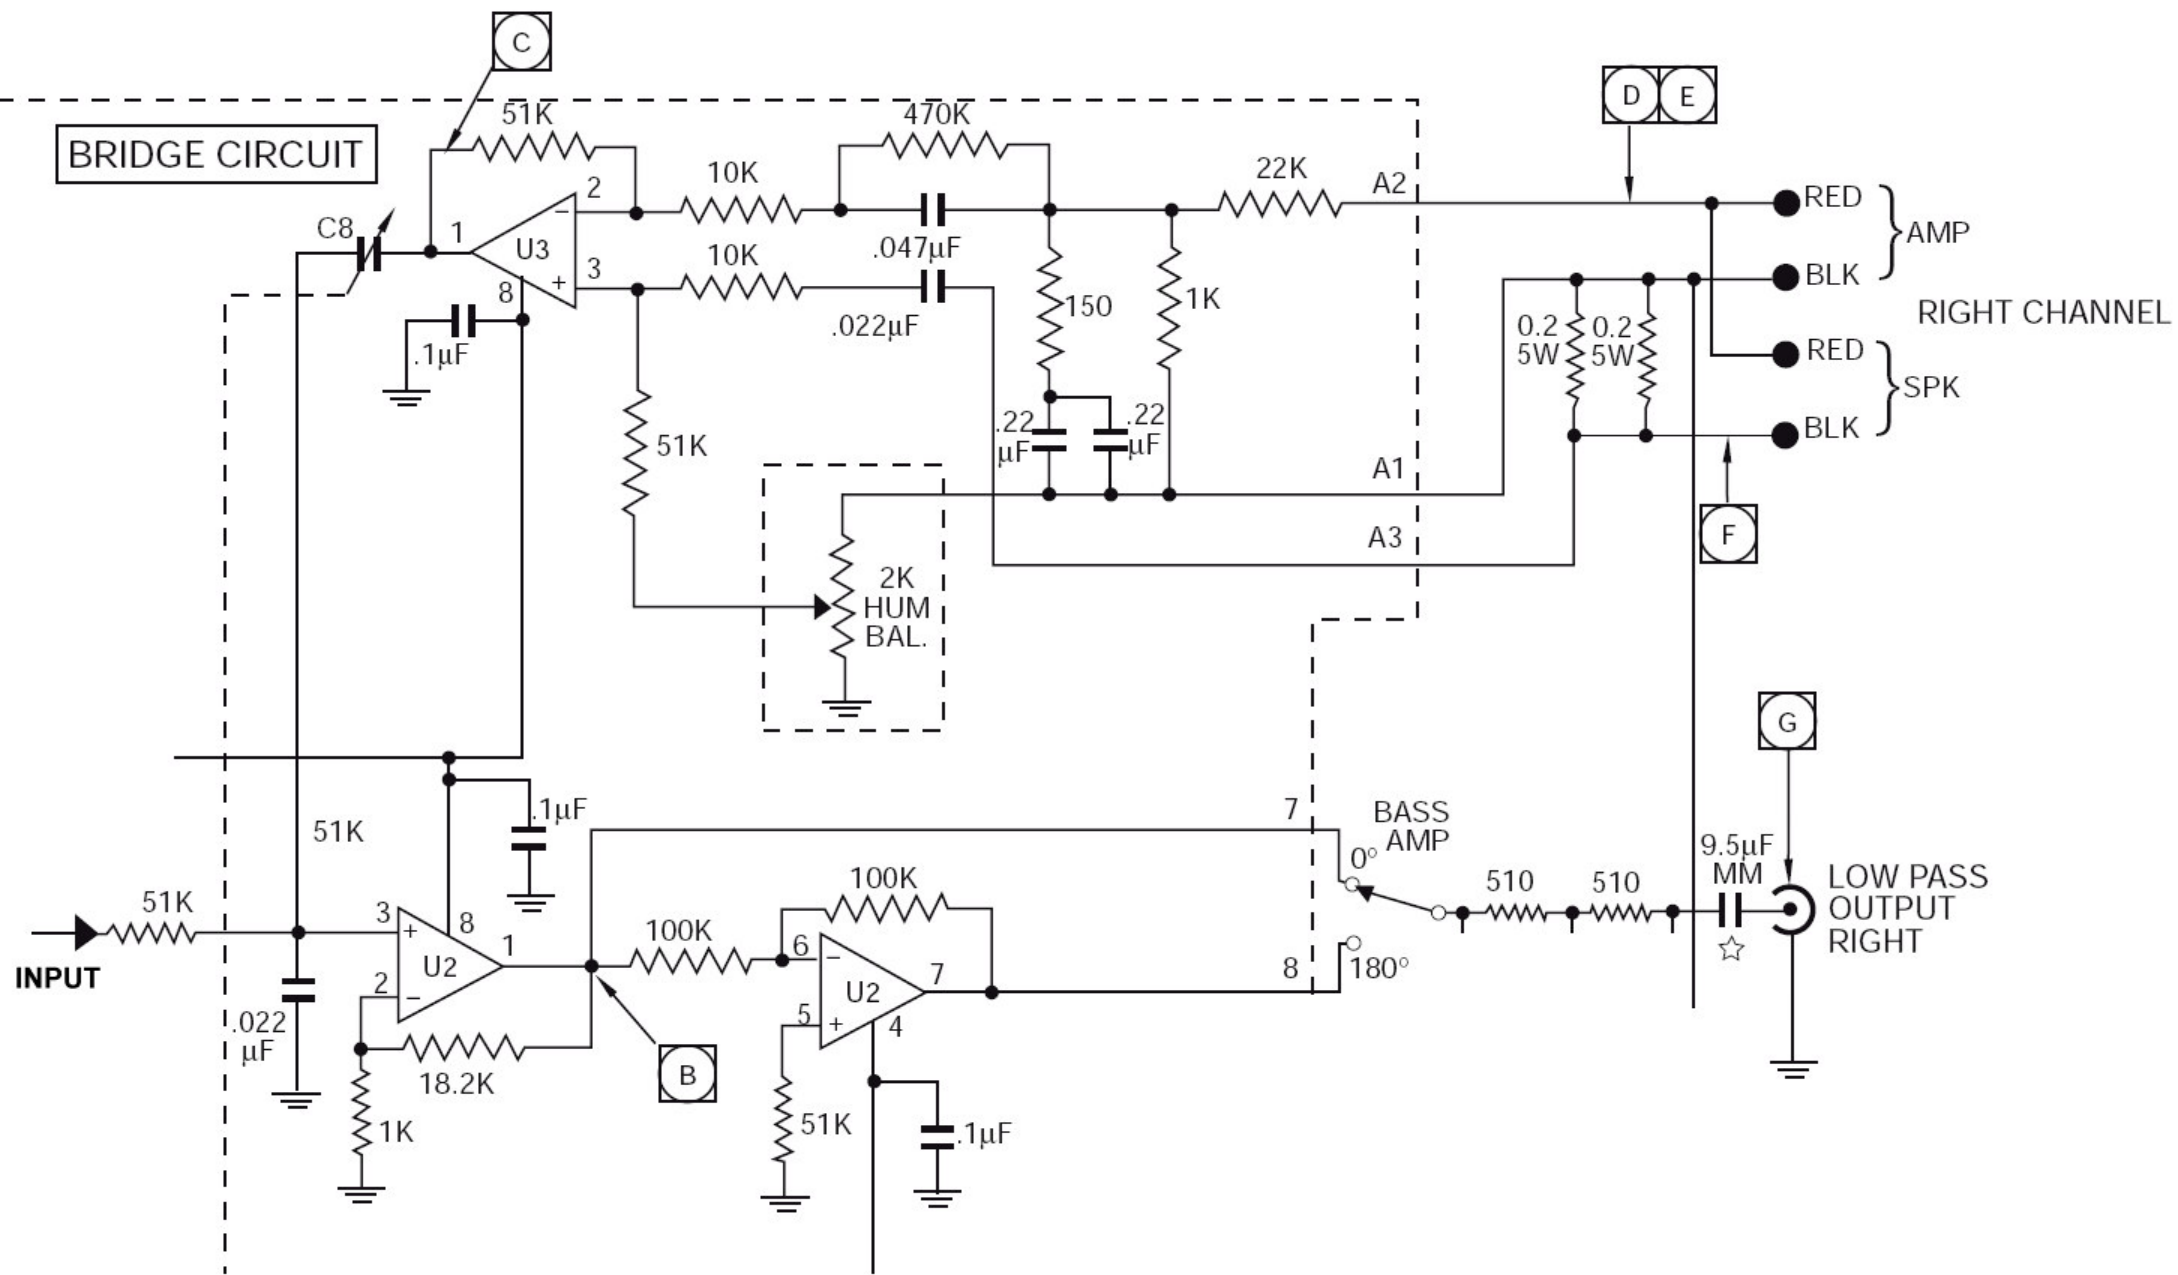 C
D
E
BRIDGE CIRCUIT
51K
470K
10K
22K
A2
RED
AMP
BLK
RIGHT CHANNEL
RED
SPK
BLK
C8
1
2
−
U3
+
3
8
10K
.047µF
.022µF
.1µF
150
1K
0.2
5W
0.2
5W
51K
.22
µF
.22
µF
A1
A3
F
2K
HUM
BAL.
G
51K
.1µF
7
BASS
AMP
0°
9.5µF
MM
LOW PASS
OUTPUT
RIGHT
51K
INPUT
3
+
8
U2
1
2
−
100K
100K
6
−
U2
7
5
+
4
8
180°
510
510
☆
.022
µF
18.2K
B
1K
51K
.1µF